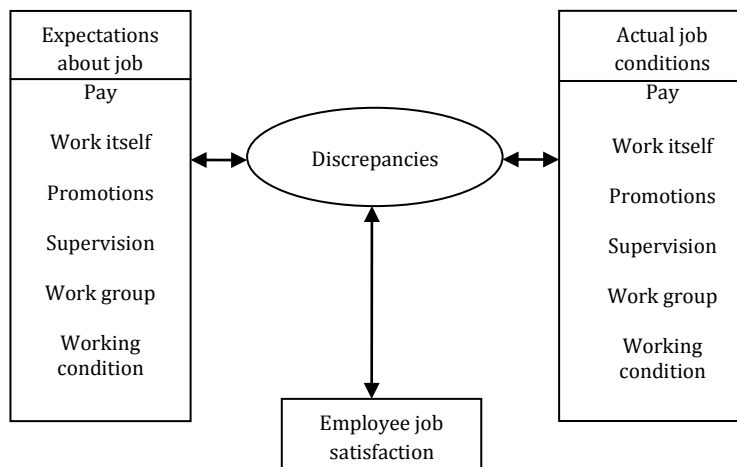 Expectations
about job
Pay
Work itself
Promotions
Supervision
Work group
Working
condition
Discrepancies
Employee job
satisfaction
Actual job
conditions
Pay
Work itself
Promotions
Supervision
Work group
Working
condition